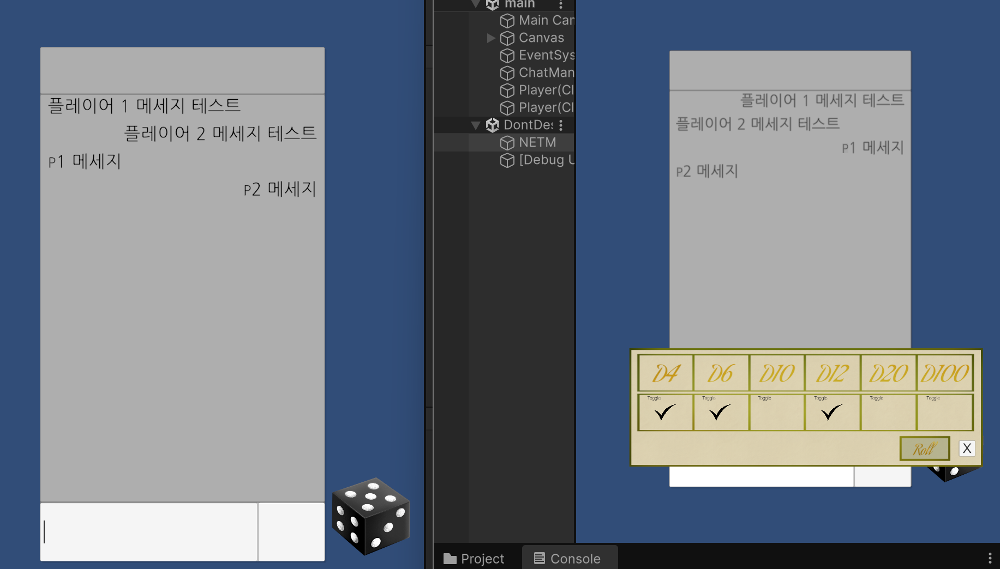 플레이어 1 메세지 테스트
플레이어 2 메세지 테스트
P1 메세지
P2 메세지
main
Main Can
Canvas
EventSys
ChatMan
Player(Cl
Player(Cl
DontDes
NETM
[Debug U
플레이어 1 메세지 테스트
플레이어 2 메세지 테스트
P1 메세지
P2 메세지
D4 D6 D10 D12 D20 D100
Toggle Toggle Toggle Toggle Toggle Toggle
Roll X
Project Console